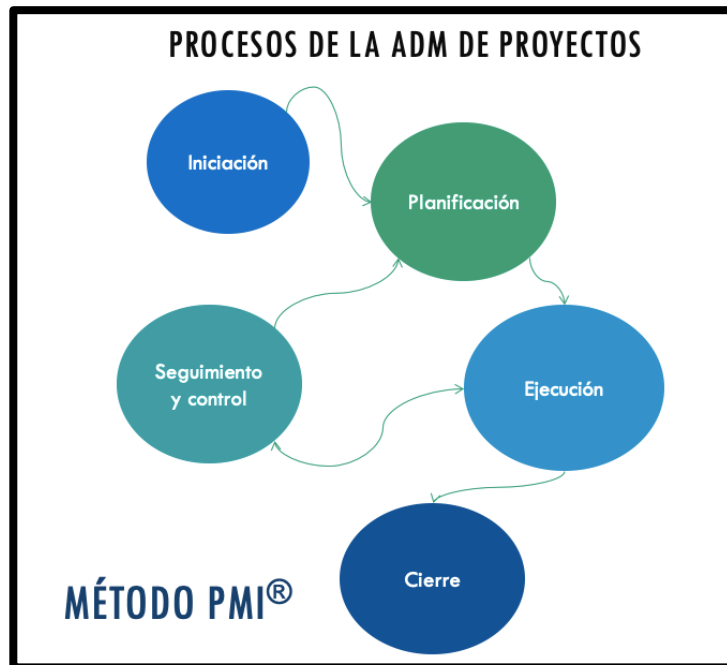 PROCESOS DE LA ADM DE PROYECTOS
Iniciación
Planificación
Seguimiento
y control
Ejecución
Cierre
MÉTODO PMI®